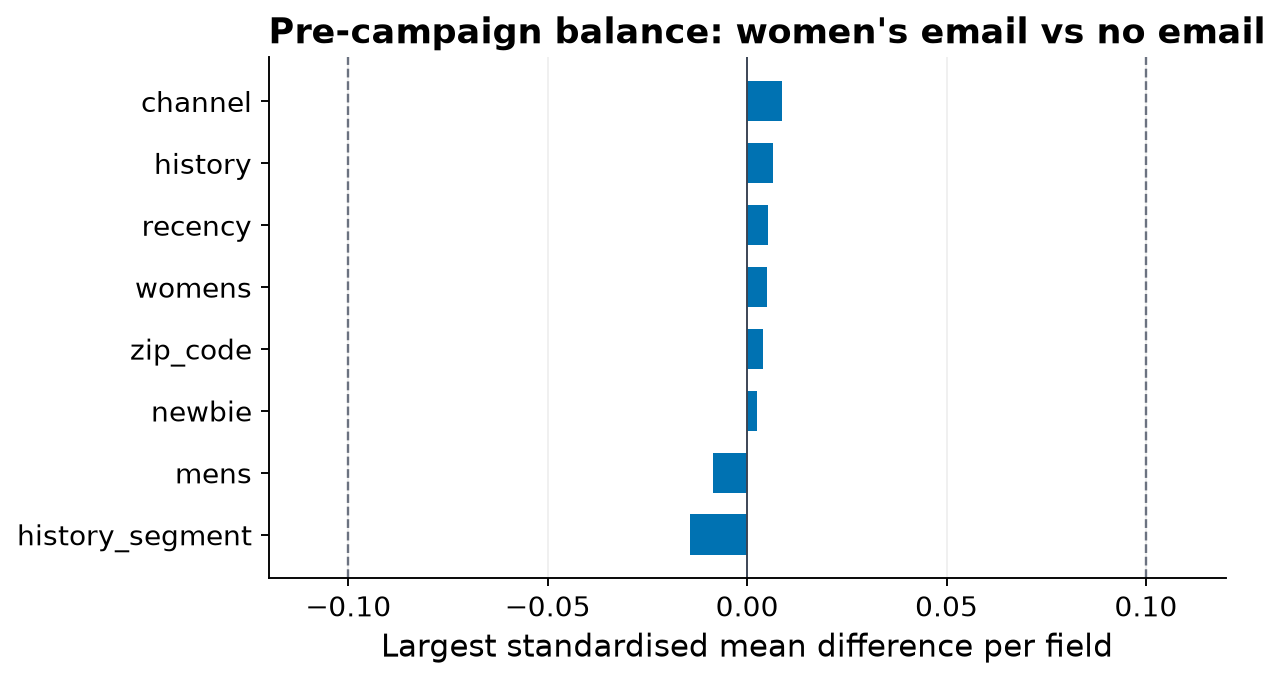 Pre-campaign balance: women's email vs no email
channel
history
recency
womens
zip_code
newbie
mens
history_segment
−0.10
−0.05
0.00
0.05
0.10
Largest standardised mean difference per field